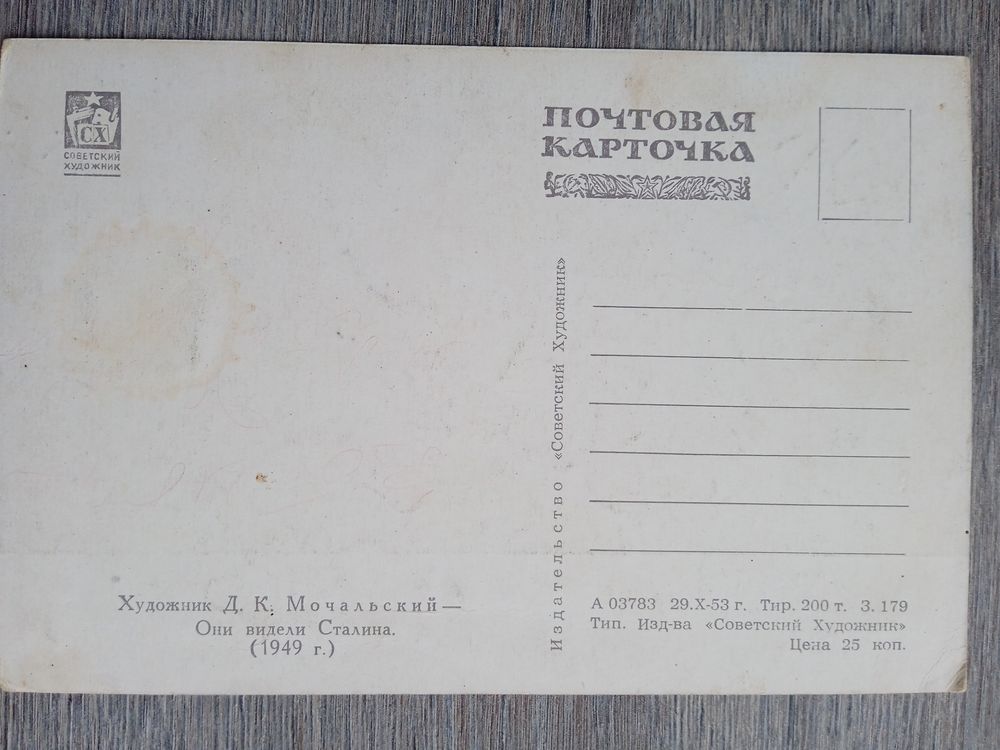 СХ
СОВЕТСКИЙ
ХУДОЖНИК
ПОЧТОВАЯ
КАРТОЧКА
Издательство «Советский Художник»
Художник Д. К. Мочальский —
Они видели Сталина.
(1949 г.)
А 03783 29.X-53 г. Тир. 200 т. З. 179
Тип. Изд-ва «Советский Художник»
Цена 25 коп.